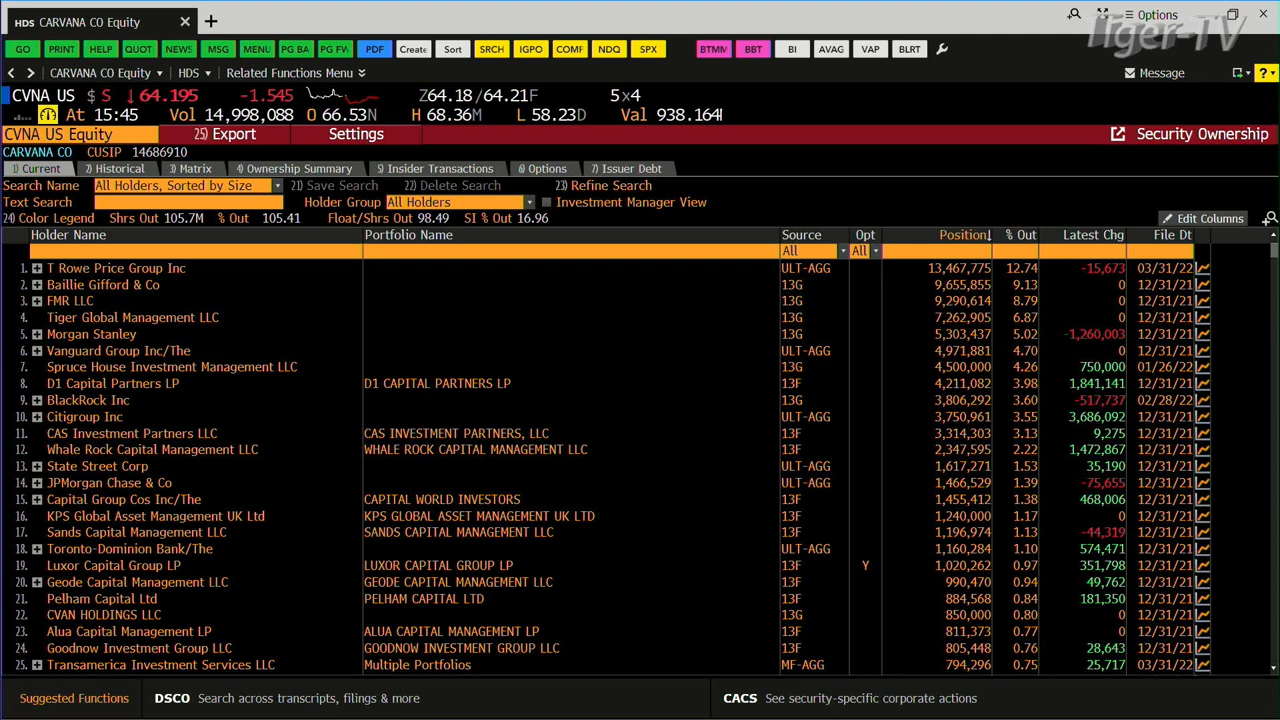 HDS CARVANA CO Equity × +
Options
Tiger-TV
GO PRINT HELP QUOT NEWS MSG MENU PG BA PG FW PDF Create Sort SRCH IGPO COMF NDQ SPX BTMM BBT BI AVAG VAP BLRT
CARVANA CO Equity HDS Related Functions Menu Message ?
CVNA US $ S ↓64.195 -1.545 Z64.18/64.21F 5x4
At 15:45 Vol 14,998,088 O 66.53N H 68.36M L 58.23D Val 938.164M
CVNA US Equity 25) Export Settings Security Ownership
CARVANA CO CUSIP 14686910
1) Current 2) Historical 3) Matrix 4) Ownership Summary 5) Insider Transactions 6) Options 7) Issuer Debt
Search Name All Holders, Sorted by Size 21) Save Search 22) Delete Search 23) Refine Search
Text Search Holder Group All Holders Investment Manager View
24) Color Legend Shrs Out 105.7M % Out 105.41 Float/Shrs Out 98.49 SI % Out 16.96 Edit Columns
Holder Name Portfolio Name Source Opt Position↓ % Out Latest Chg File Dt
All All
1. T Rowe Price Group Inc ULT-AGG 13,467,775 12.74 -15,673 03/31/22
2. Baillie Gifford & Co 13G 9,655,855 9.13 0 12/31/21
3. FMR LLC 13G 9,290,614 8.79 0 12/31/21
4. Tiger Global Management LLC 13G 7,262,905 6.87 0 12/31/21
5. Morgan Stanley 13G 5,303,437 5.02 -1,260,003 12/31/21
6. Vanguard Group Inc/The ULT-AGG 4,971,881 4.70 0 12/31/21
7. Spruce House Investment Management LLC 13G 4,500,000 4.26 750,000 01/26/22
8. D1 Capital Partners LP D1 CAPITAL PARTNERS LP 13F 4,211,082 3.98 1,841,141 12/31/21
9. BlackRock Inc 13G 3,806,292 3.60 -517,737 02/28/22
10. Citigroup Inc ULT-AGG 3,750,961 3.55 3,686,092 12/31/21
11. CAS Investment Partners LLC CAS INVESTMENT PARTNERS, LLC 13F 3,314,303 3.13 9,275 12/31/21
12. Whale Rock Capital Management LLC WHALE ROCK CAPITAL MANAGEMENT LLC 13F 2,347,595 2.22 1,472,867 12/31/21
13. State Street Corp ULT-AGG 1,617,271 1.53 35,190 12/31/21
14. JPMorgan Chase & Co ULT-AGG 1,466,529 1.39 -75,655 12/31/21
15. Capital Group Cos Inc/The CAPITAL WORLD INVESTORS 13F 1,455,412 1.38 468,006 12/31/21
16. KPS Global Asset Management UK Ltd KPS GLOBAL ASSET MANAGEMENT UK LTD 13F 1,240,000 1.17 0 12/31/21
17. Sands Capital Management LLC SANDS CAPITAL MANAGEMENT LLC 13F 1,196,974 1.13 -44,319 12/31/21
18. Toronto-Dominion Bank/The ULT-AGG 1,160,284 1.10 574,471 12/31/21
19. Luxor Capital Group LP LUXOR CAPITAL GROUP LP 13F Y 1,020,262 0.97 351,798 12/31/21
20. Geode Capital Management LLC GEODE CAPITAL MANAGEMENT LLC 13F 990,470 0.94 49,762 12/31/21
21. Pelham Capital Ltd PELHAM CAPITAL LTD 13F 884,568 0.84 181,350 12/31/21
22. CVAN HOLDINGS LLC 13G 850,000 0.80 0 12/31/21
23. Alua Capital Management LP ALUA CAPITAL MANAGEMENT LP 13F 811,373 0.77 0 12/31/21
24. Goodnow Investment Group LLC GOODNOW INVESTMENT GROUP LLC 13F 805,448 0.76 28,643 12/31/21
25. Transamerica Investment Services LLC Multiple Portfolios MF-AGG 794,296 0.75 25,717 03/31/22
Suggested Functions DSCO Search across transcripts, filings & more CACS See security-specific corporate actions